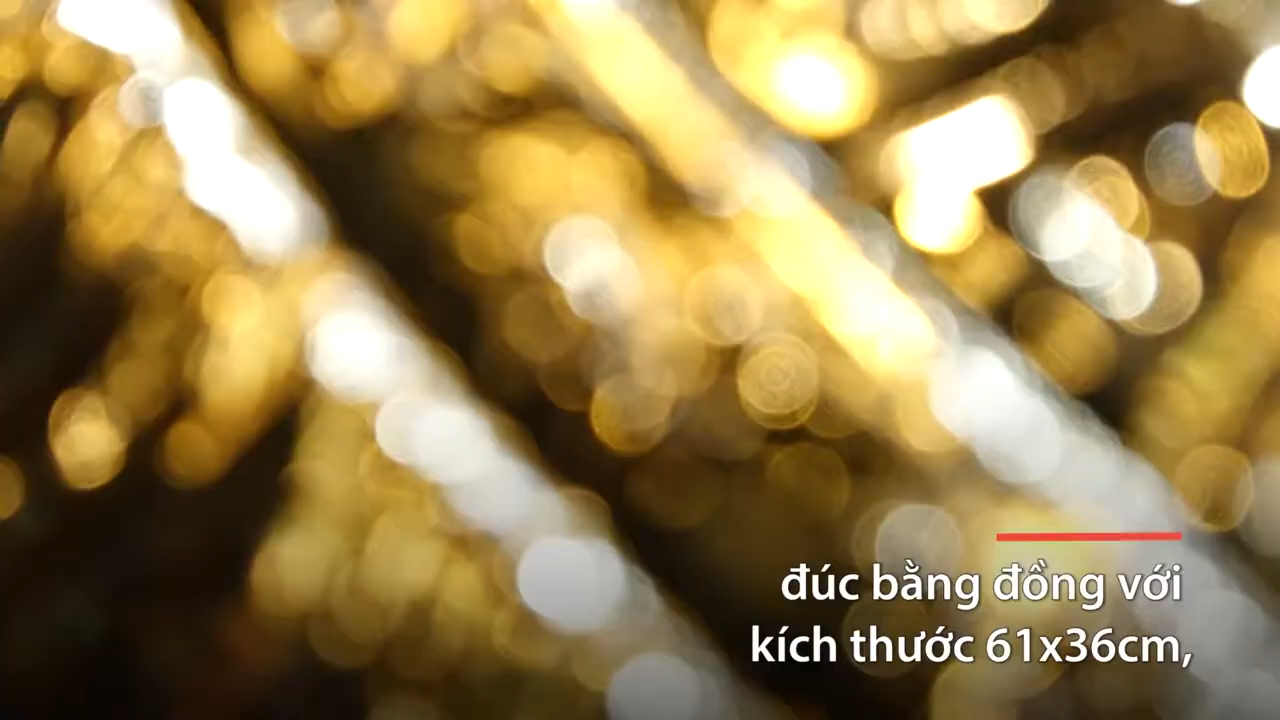 đúc bằng đồng với
kích thước 61x36cm,